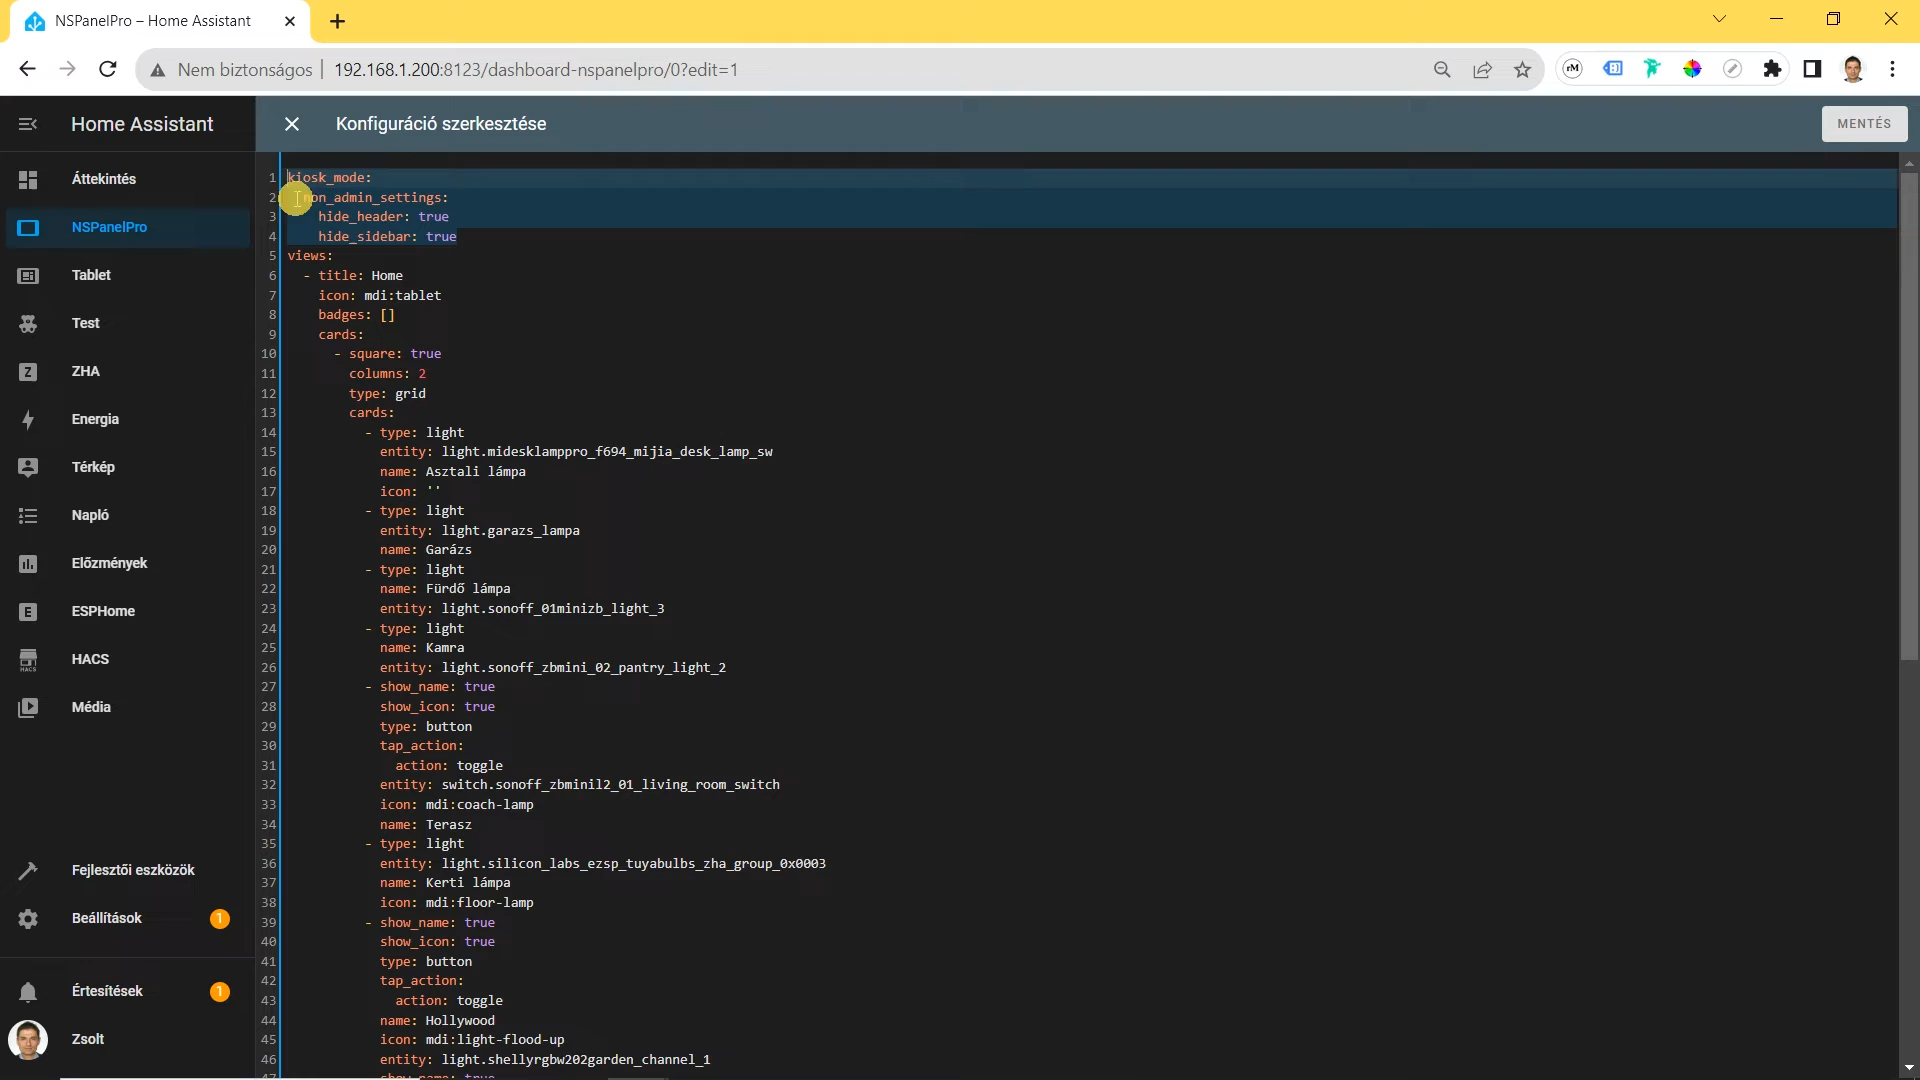 NSPanelPro – Home Assistant
Nem biztonságos
192.168.1.200:8123/dashboard-nspanelpro/0?edit=1
rM
Home Assistant
Konfiguráció szerkesztése
MENTÉS
Áttekintés
NSPanelPro
Tablet
Test
Z ZHA
Energia
Térkép
Napló
Előzmények
E ESPHome
HACS HACS
Média
Fejlesztői eszközök
Beállítások 1
Értesítések 1
Zsolt
1 kiosk_mode:
2 non_admin_settings:
3 hide_header: true
4 hide_sidebar: true
5 views:
6 - title: Home
7 icon: mdi:tablet
8 badges: []
9 cards:
10 - square: true
11 columns: 2
12 type: grid
13 cards:
14 - type: light
15 entity: light.midesklamppro_f694_mijia_desk_lamp_sw
16 name: Asztali lámpa
17 icon: ''
18 - type: light
19 entity: light.garazs_lampa
20 name: Garázs
21 - type: light
22 name: Fürdő lámpa
23 entity: light.sonoff_01minizb_light_3
24 - type: light
25 name: Kamra
26 entity: light.sonoff_zbmini_02_pantry_light_2
27 - show_name: true
28 show_icon: true
29 type: button
30 tap_action:
31 action: toggle
32 entity: switch.sonoff_zbminil2_01_living_room_switch
33 icon: mdi:coach-lamp
34 name: Terasz
35 - type: light
36 entity: light.silicon_labs_ezsp_tuyabulbs_zha_group_0x0003
37 name: Kerti lámpa
38 icon: mdi:floor-lamp
39 - show_name: true
40 show_icon: true
41 type: button
42 tap_action:
43 action: toggle
44 name: Hollywood
45 icon: mdi:light-flood-up
46 entity: light.shellyrgbw202garden_channel_1
47 show_name: true